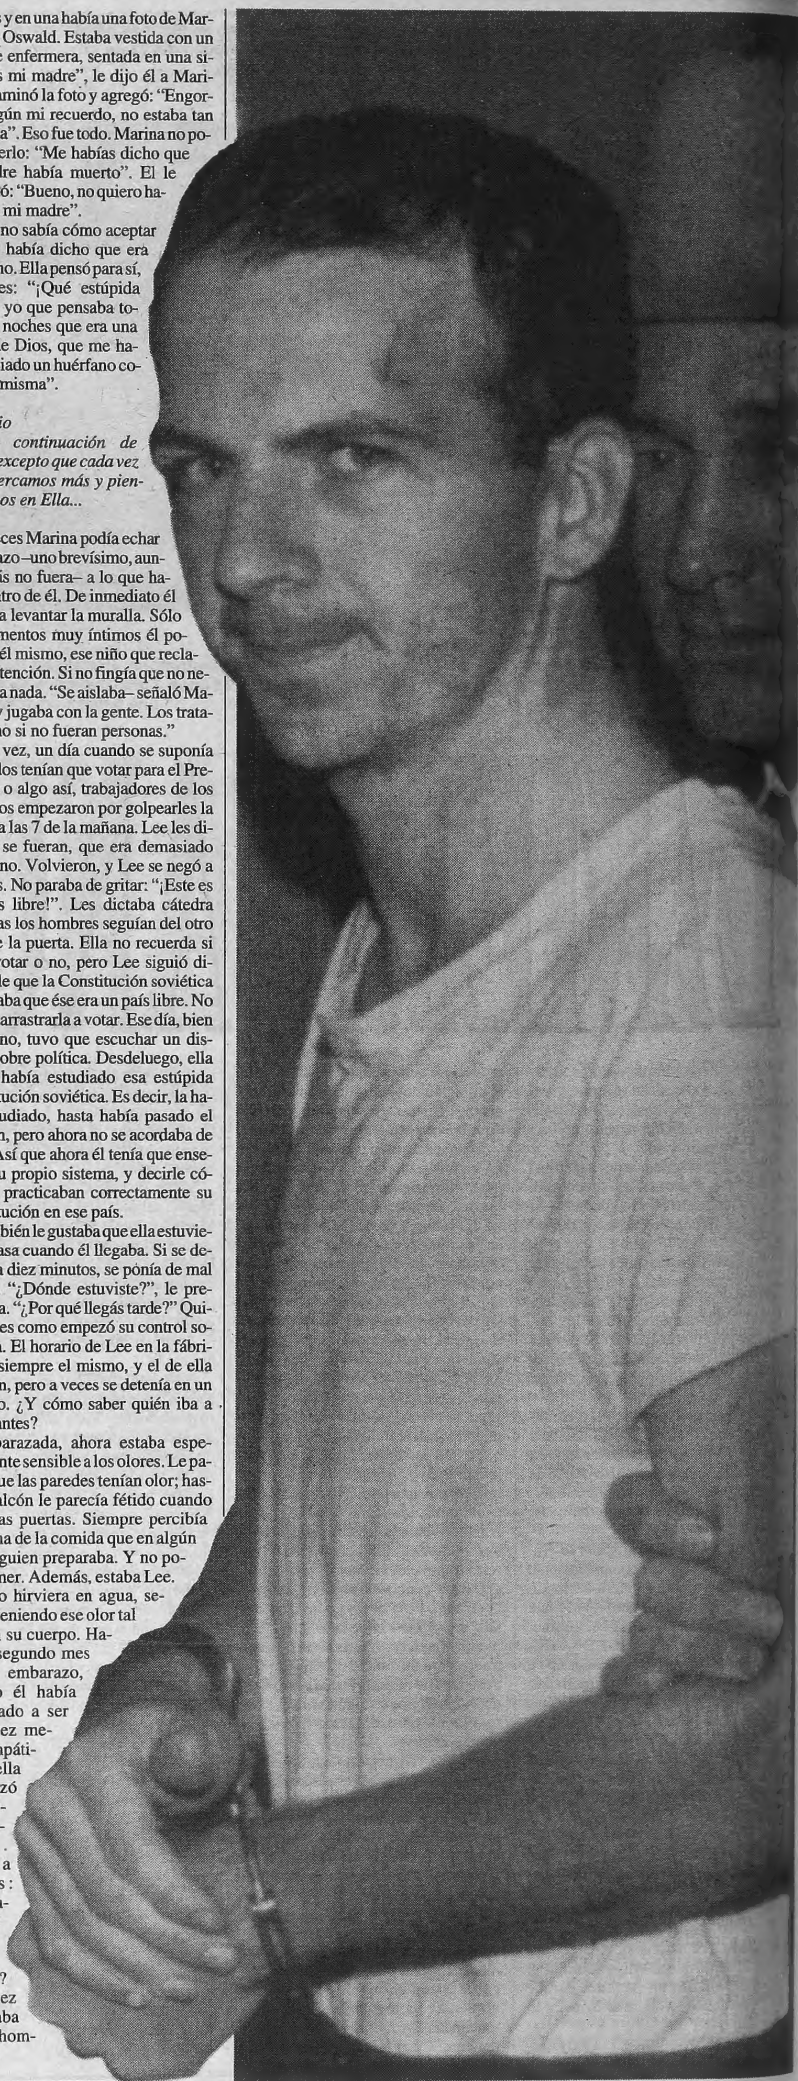 s y en una había una foto de Mar-
Oswald. Estaba vestida con un
e enfermera, sentada en una si-
s mi madre”, le dijo él a Mari-
aminó la foto y agregó: “Engor-
gún mi recuerdo, no estaba tan
a”. Eso fue todo. Marina no po-
erlo: “Me habías dicho que
dre había muerto”. El le
ó: “Bueno, no quiero ha-
mi madre”.
no sabía cómo aceptar
había dicho que era
no. Ella pensó para sí,
es: “¡Qué estúpida
yo que pensaba to-
noches que era una
e Dios, que me ha-
iado un huérfano co-
misma”.
io
continuación de
excepto que cada vez
ercamos más y pien-
os en Ella...
ces Marina podía echar
azo –uno brevísimo, aun-
is no fuera– a lo que ha-
tro de él. De inmediato él
a levantar la muralla. Sólo
mentos muy íntimos él po-
él mismo, ese niño que recla-
tención. Si no fingía que no ne-
a nada. “Se aislaba– señaló Ma-
y jugaba con la gente. Los trata-
no si no fueran personas.”
vez, un día cuando se suponía
los tenían que votar para el Pre-
o algo así, trabajadores de los
os empezaron por golpearles la
a las 7 de la mañana. Lee les di-
se fueran, que era demasiado
no. Volvieron, y Lee se negó a
s. No paraba de gritar: “¡Este es
s libre!”. Les dictaba cátedra
as los hombres seguían del otro
e la puerta. Ella no recuerda si
otar o no, pero Lee siguió di-
le que la Constitución soviética
aba que ése era un país libre. No
arrastrarla a votar. Ese día, bien
no, tuvo que escuchar un dis-
obre política. Desdeluego, ella
había estudiado esa estúpida
tución soviética. Es decir, la ha-
udiado, hasta había pasado el
n, pero ahora no se acordaba de
Así que ahora él tenía que ense-
u propio sistema, y decirle có-
practicaban correctamente su
tución en ese país.
bién le gustaba que ella estuvie-
asa cuando él llegaba. Si se de-
a diez minutos, se ponía de mal
“¿Dónde estuviste?”, le pre-
a. “¿Por qué llegás tarde?” Qui-
es como empezó su control so-
a. El horario de Lee en la fábri-
siempre el mismo, y el de ella
n, pero a veces se detenía en un
o. ¿Y cómo saber quién iba a
antes?
barazada, ahora estaba espe-
nte sensible a los olores. Le pa-
ue las paredes tenían olor; has-
alcón le parecía fétido cuando
as puertas. Siempre percibía
na de la comida que en algún
guien preparaba. Y no po-
ner. Además, estaba Lee.
o hirviera en agua, se-
eniendo ese olor tal
su cuerpo. Ha-
segundo mes
embarazo,
o él había
ado a ser
ez me-
npáti-
ella
zó
-
-
.
a
s :
-
?
ez
aba
hom-